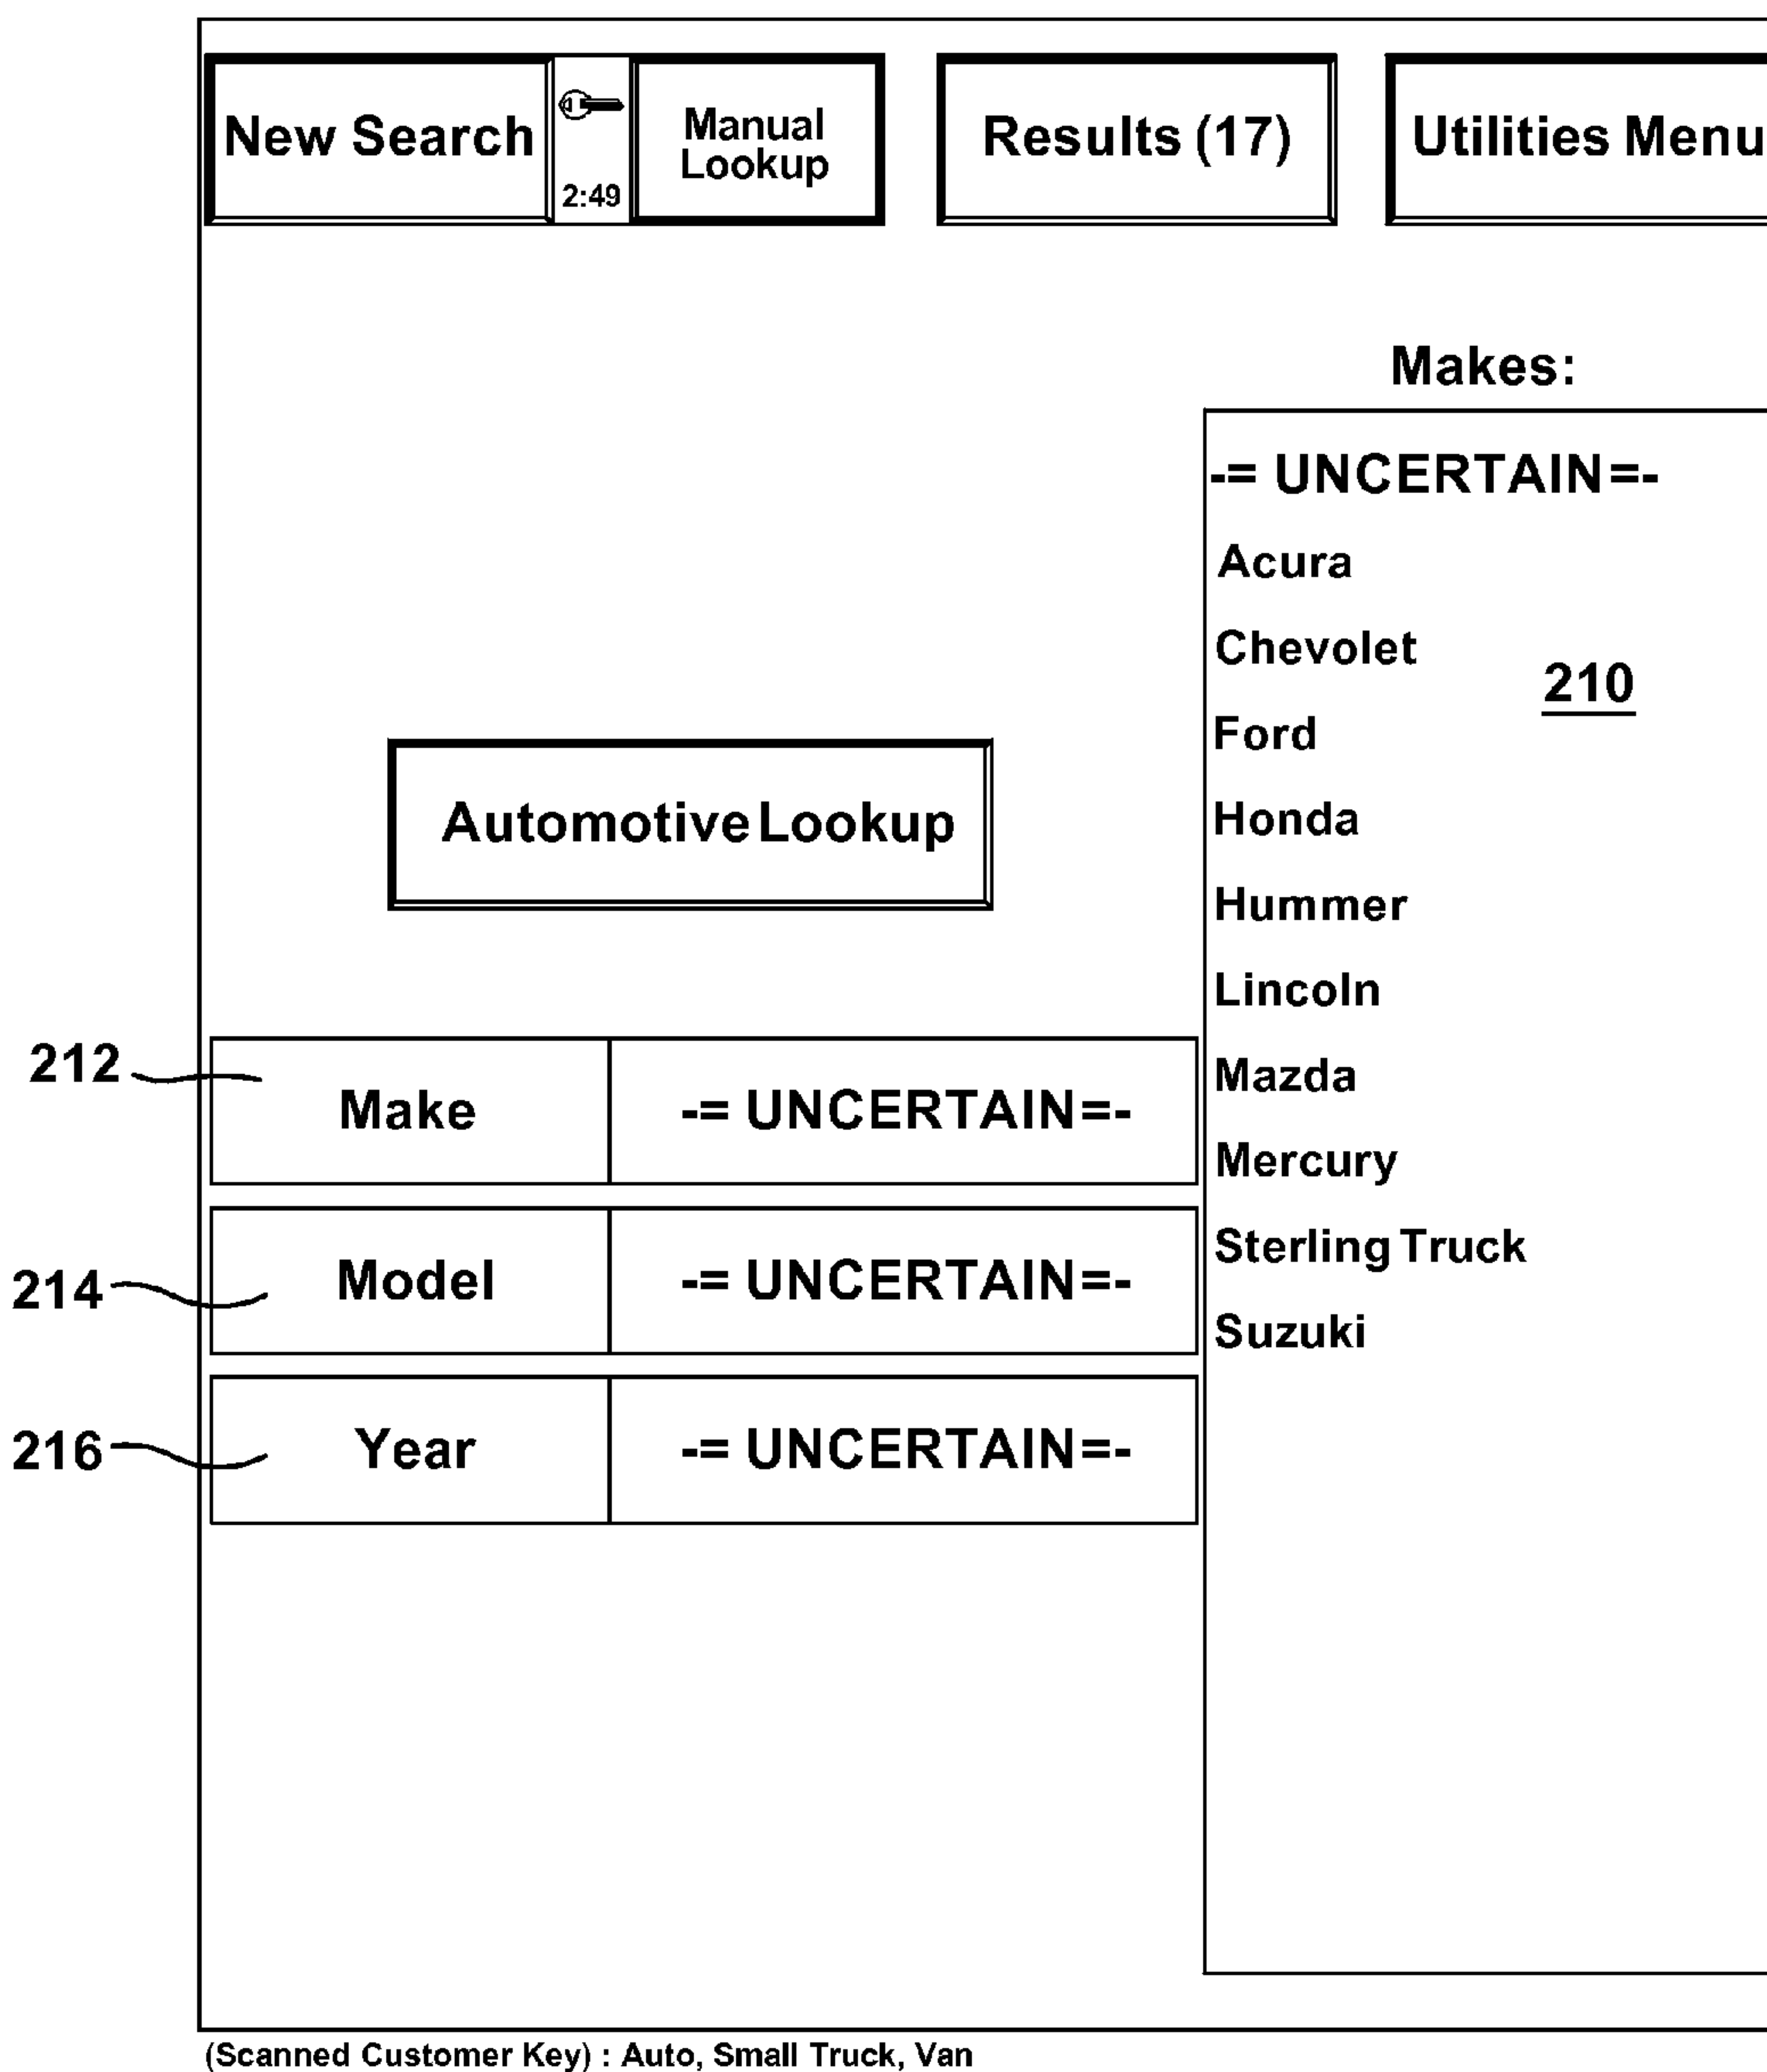 New Search
2:49
Manual
Lookup
Results (17)
Utilities Menu
Makes:
-= UNCERTAIN =-
Acura
Chevolet
210
Ford
Honda
Hummer
Lincoln
Mazda
Mercury
Sterling Truck
Suzuki
Automotive Lookup
212
Make -= UNCERTAIN =-
214
Model -= UNCERTAIN =-
216
Year -= UNCERTAIN =-
(Scanned Customer Key) : Auto, Small Truck, Van